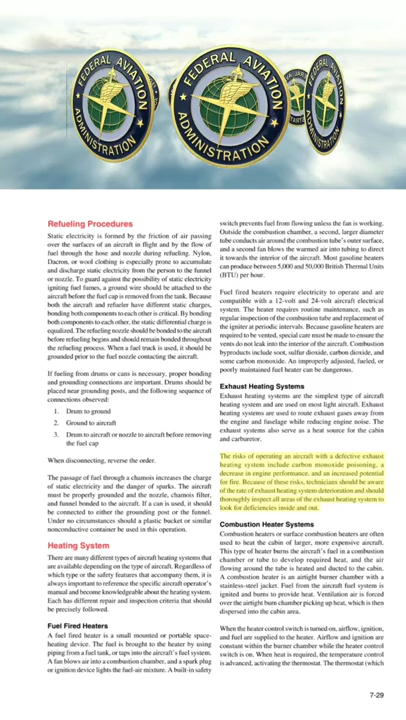 FEDERAL AVIATION
ADMINISTRATION
FEDERAL AVIATION
ADMINISTRATION
Refueling Procedures
Static electricity is formed by the friction of air passing
over the surfaces of an aircraft in flight and by the flow of
fuel through the hose and nozzle during refueling. Nylon,
Dacron, or wool clothing is especially prone to accumulate
and discharge static electricity from the person to the funnel
or nozzle. To guard against the possibility of static electricity
igniting fuel fumes, a ground wire should be attached to the
aircraft before the fuel cap is removed from the tank. Because
both the aircraft and refueler have different static charges,
bonding both components to each other is critical. By bonding
both components to each other, the static differential charge is
equalized. The refueling nozzle should be bonded to the aircraft
before refueling begins and should remain bonded throughout
the refueling process. When a fuel truck is used, it should be
grounded prior to the fuel nozzle contacting the aircraft.
If fueling from drums or cans is necessary, proper bonding
and grounding connections are important. Drums should be
placed near grounding posts, and the following sequence of
connections observed:
1. Drum to ground
2. Ground to aircraft
3. Drum to aircraft or nozzle to aircraft before removing
the fuel cap
When disconnecting, reverse the order.
The passage of fuel through a chamois increases the charge
of static electricity and the danger of sparks. The aircraft
must be properly grounded and the nozzle, chamois filter,
and funnel bonded to the aircraft. If a can is used, it should
be connected to either the grounding post or the funnel.
Under no circumstances should a plastic bucket or similar
nonconductive container be used in this operation.
Heating System
There are many different types of aircraft heating systems that
are available depending on the type of aircraft. Regardless of
which type or the safety features that accompany them, it is
always important to reference the specific aircraft operator's
manual and become knowledgeable about the heating system.
Each has different repair and inspection criteria that should
be precisely followed.
Fuel Fired Heaters
A fuel fired heater is a small mounted or portable space-
heating device. The fuel is brought to the heater by using
piping from a fuel tank, or taps into the aircraft's fuel system.
A fan blows air into a combustion chamber, and a spark plug
or ignition device lights the fuel-air mixture. A built-in safety
switch prevents fuel from flowing unless the fan is working.
Outside the combustion chamber, a second, larger diameter
tube conducts air around the combustion tube's outer surface,
and a second fan blows the warmed air into tubing to direct
it towards the interior of the aircraft. Most gasoline heaters
can produce between 5,000 and 50,000 British Thermal Units
(BTU) per hour.
Fuel fired heaters require electricity to operate and are
compatible with a 12-volt and 24-volt aircraft electrical
system. The heater requires routine maintenance, such as
regular inspection of the combustion tube and replacement of
the igniter at periodic intervals. Because gasoline heaters are
required to be vented, special care must be made to ensure the
vents do not leak into the interior of the aircraft. Combustion
byproducts include soot, sulfur dioxide, carbon dioxide, and
some carbon monoxide. An improperly adjusted, fueled, or
poorly maintained fuel heater can be dangerous.
Exhaust Heating Systems
Exhaust heating systems are the simplest type of aircraft
heating system and are used on most light aircraft. Exhaust
heating systems are used to route exhaust gases away from
the engine and fuselage while reducing engine noise. The
exhaust systems also serve as a heat source for the cabin
and carburetor.
The risks of operating an aircraft with a defective exhaust
heating system include carbon monoxide poisoning, a
decrease in engine performance, and an increased potential
for fire. Because of these risks, technicians should be aware
of the rate of exhaust heating system deterioration and should
thoroughly inspect all areas of the exhaust heating system to
look for deficiencies inside and out.
Combustion Heater Systems
Combustion heaters or surface combustion heaters are often
used to heat the cabin of larger, more expensive aircraft.
This type of heater burns the aircraft's fuel in a combustion
chamber or tube to develop required heat, and the air
flowing around the tube is heated and ducted to the cabin.
A combustion heater is an airtight burner chamber with a
stainless-steel jacket. Fuel from the aircraft fuel system is
ignited and burns to provide heat. Ventilation air is forced
over the airtight burn chamber picking up heat, which is then
dispersed into the cabin area.
When the heater control switch is turned on, airflow, ignition,
and fuel are supplied to the heater. Airflow and ignition are
constant within the burner chamber while the heater control
switch is on. When heat is required, the temperature control
is advanced, activating the thermostat. The thermostat (which
7-29